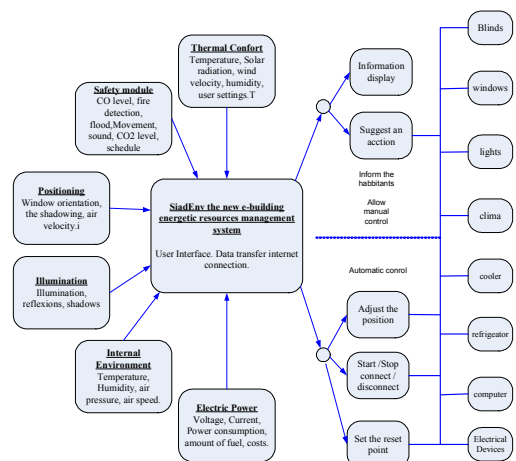 Thermal Confort
Temperature, Solar
radiation, wind
velocity, humidity,
user settings.T
Safety module
CO level, fire
detection,
flood,Movement,
sound, CO2 level,
schedule
Positioning
Window orientation,
the shadowing, air
velocity.i
Illumination
Illumination,
reflexions, shadows
Internal
Environment
Temperature,
Humidity, air
pressure, air speed.
Electric Power
Voltage, Current,
Power consumption,
amount of fuel, costs.
SiadEnv the new e-building
energetic resources management
system
User Interface. Data transfer internet
connection.
Information
display
Suggest an
acction
Inform the
habbitants
Allow
manual
control
Automatic conrol
Adjust the
position
Start /Stop
connect /
disconnect
Set the reset
point
Blinds
windows
lights
clima
cooler
refrigeator
computer
Electrical
Devices